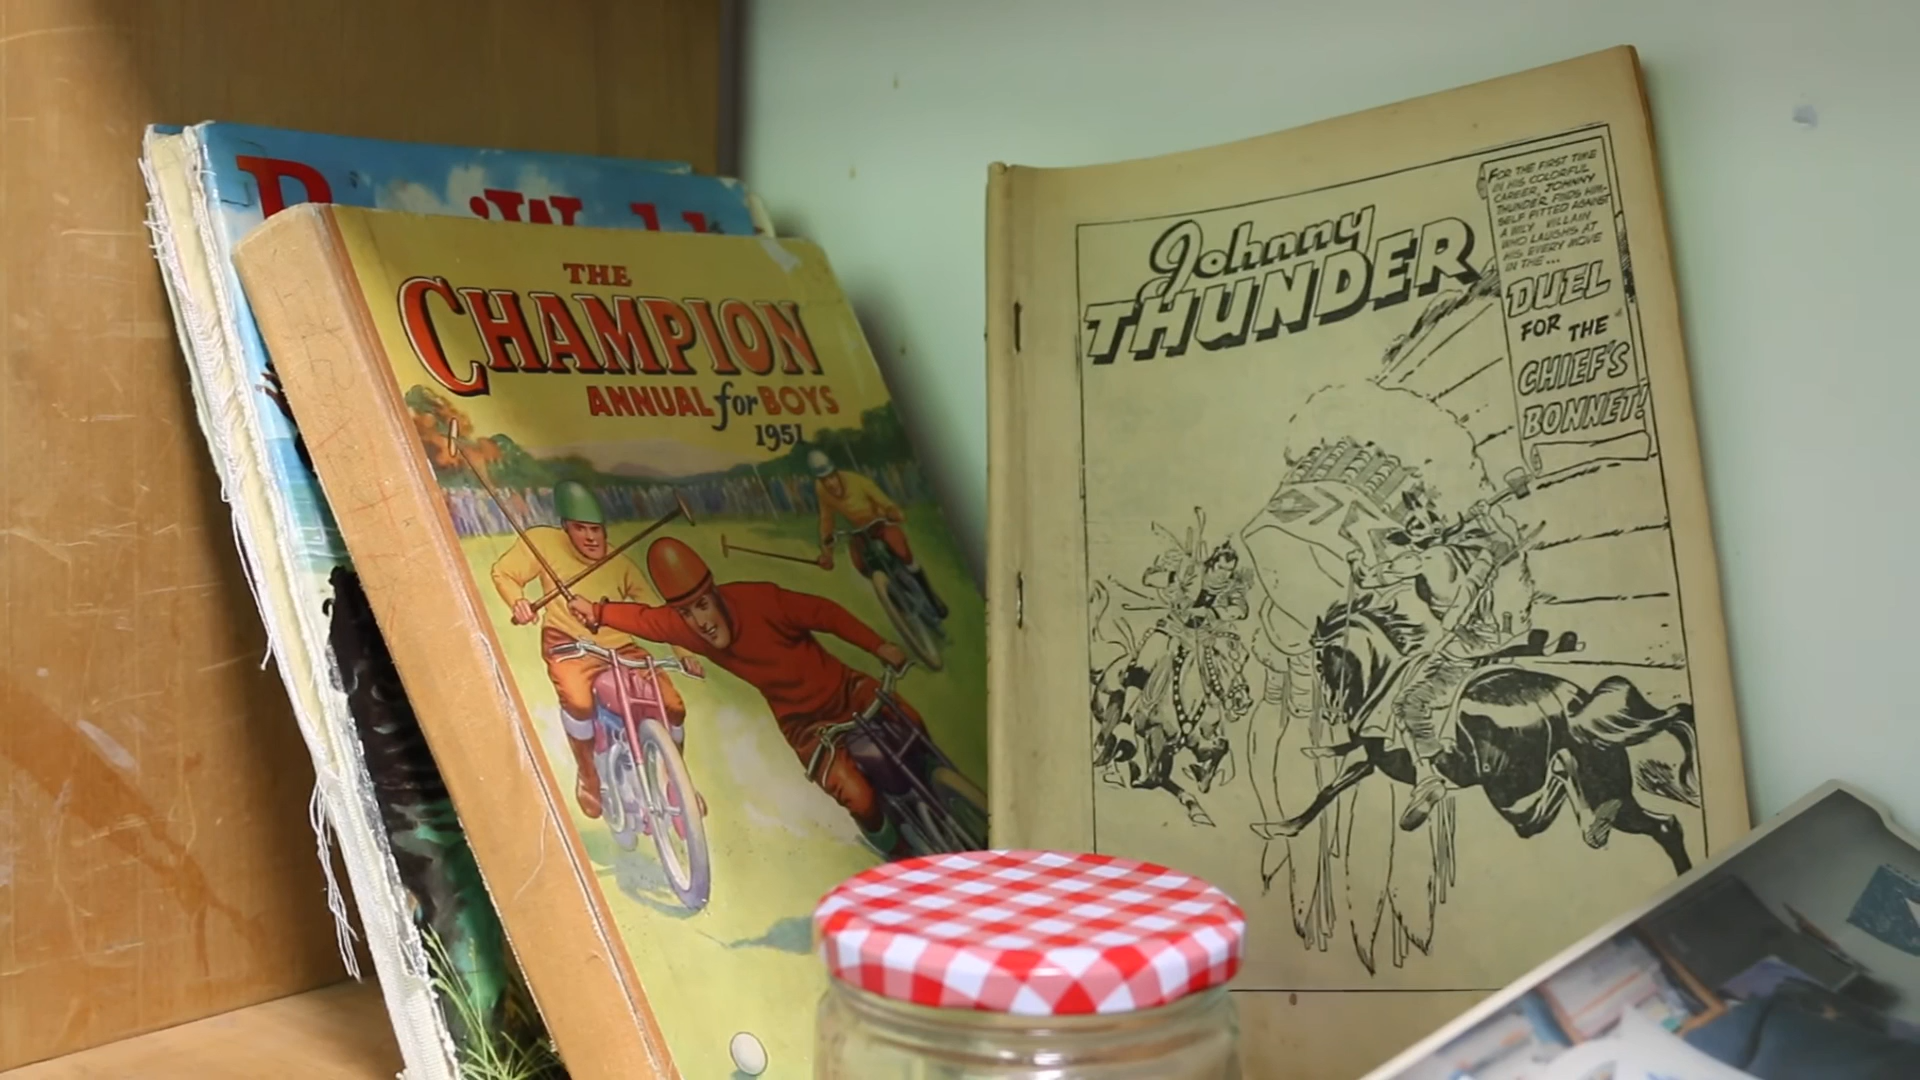 THE
CHAMPION
ANNUAL for BOYS
1951
Johnny
THUNDER
FOR THE FIRST TIME
IN HIS COLORFUL
CAREER, JOHNNY
THUNDER, FINDS HIM-
SELF PITTED AGAINST
A WILY VILLAIN
WHO LAUGHS AT
HIS EVERY MOVE
IN THE...
DUEL
FOR THE
CHIEF'S
BONNET!